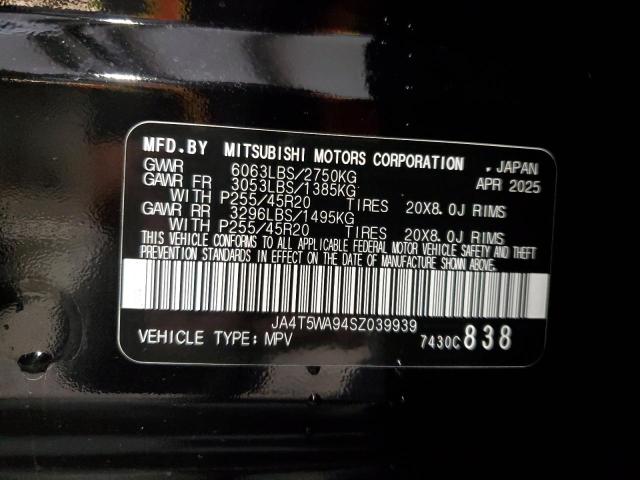 MFD.BY MITSUBISHI MOTORS CORPORATION , JAPAN
GVWR 6063LBS/2750KG APR 2025
GAWR FR 3053LBS/1385KG
WITH P255/45R20 TIRES 20X8.0J RIMS
GAWR RR 3296LBS/1495KG
WITH P255/45R20 TIRES 20X8.0J RIMS
THIS VEHICLE CONFORMS TO ALL APPLICABLE FEDERAL MOTOR VEHICLE SAFETY AND THEFT
PREVENTION STANDARDS IN EFFECT ON THE DATE OF MANUFACTURE SHOWN ABOVE.
JA4T5WA94SZ039939
VEHICLE TYPE: MPV 7430C 838